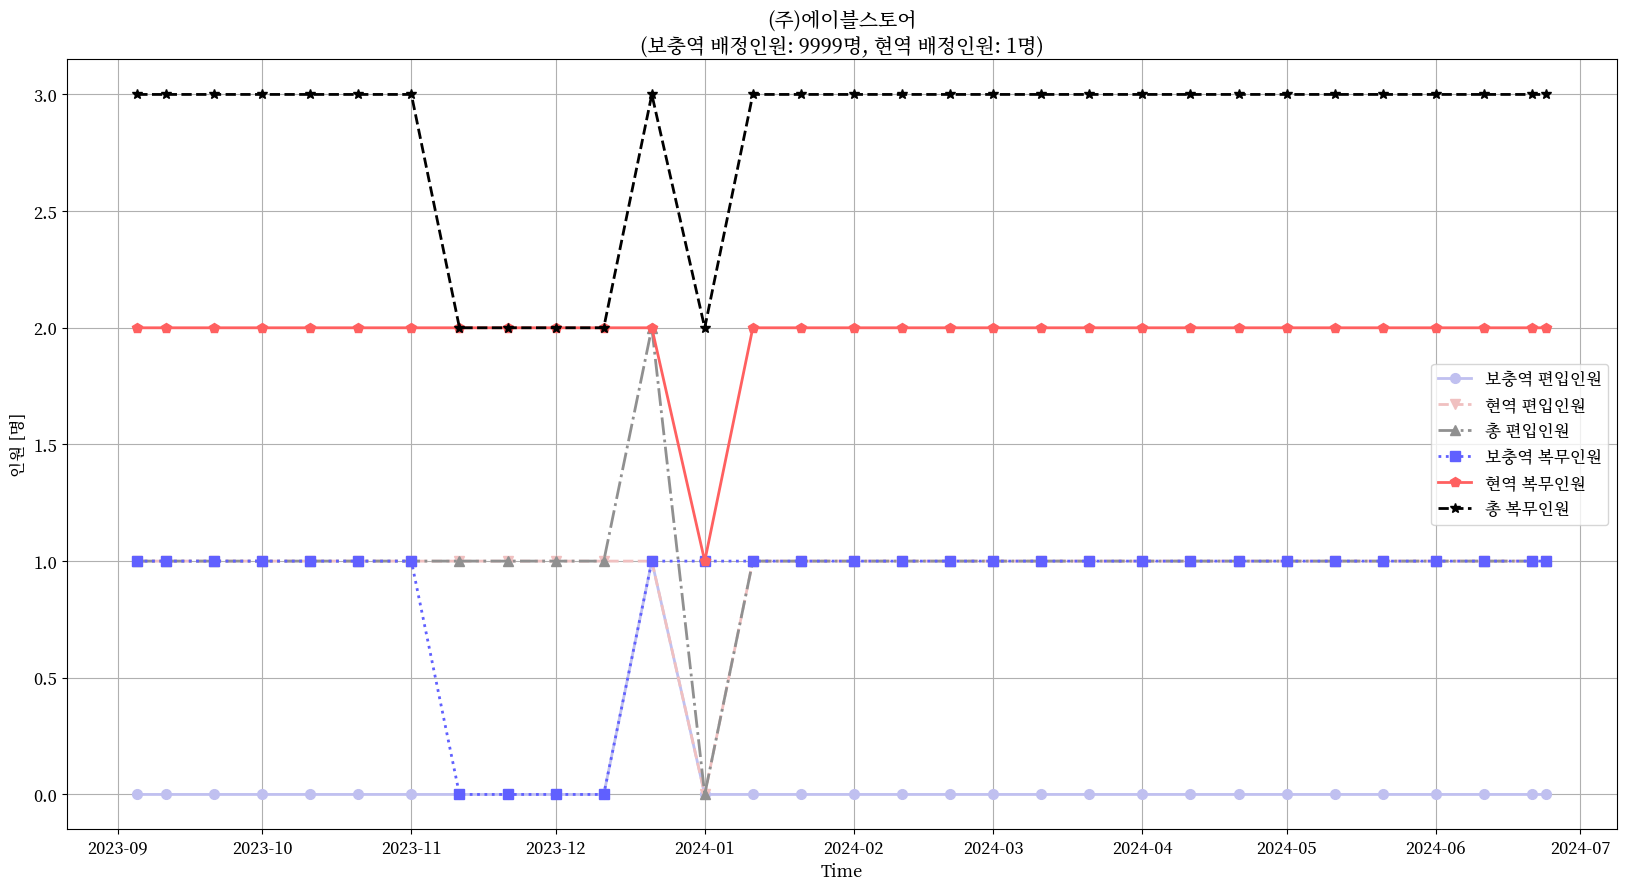 (주)에이블스토어
(보충역 배정인원: 9999명, 현역 배정인원: 1명)
3.0
2.5
2.0
1.5
1.0
0.5
0.0
인원 [명]
보충역 편입인원
현역 편입인원
총 편입인원
보충역 복무인원
현역 복무인원
총 복무인원
2023-09
2023-10
2023-11
2023-12
2024-01
2024-02
2024-03
2024-04
2024-05
2024-06
2024-07
Time